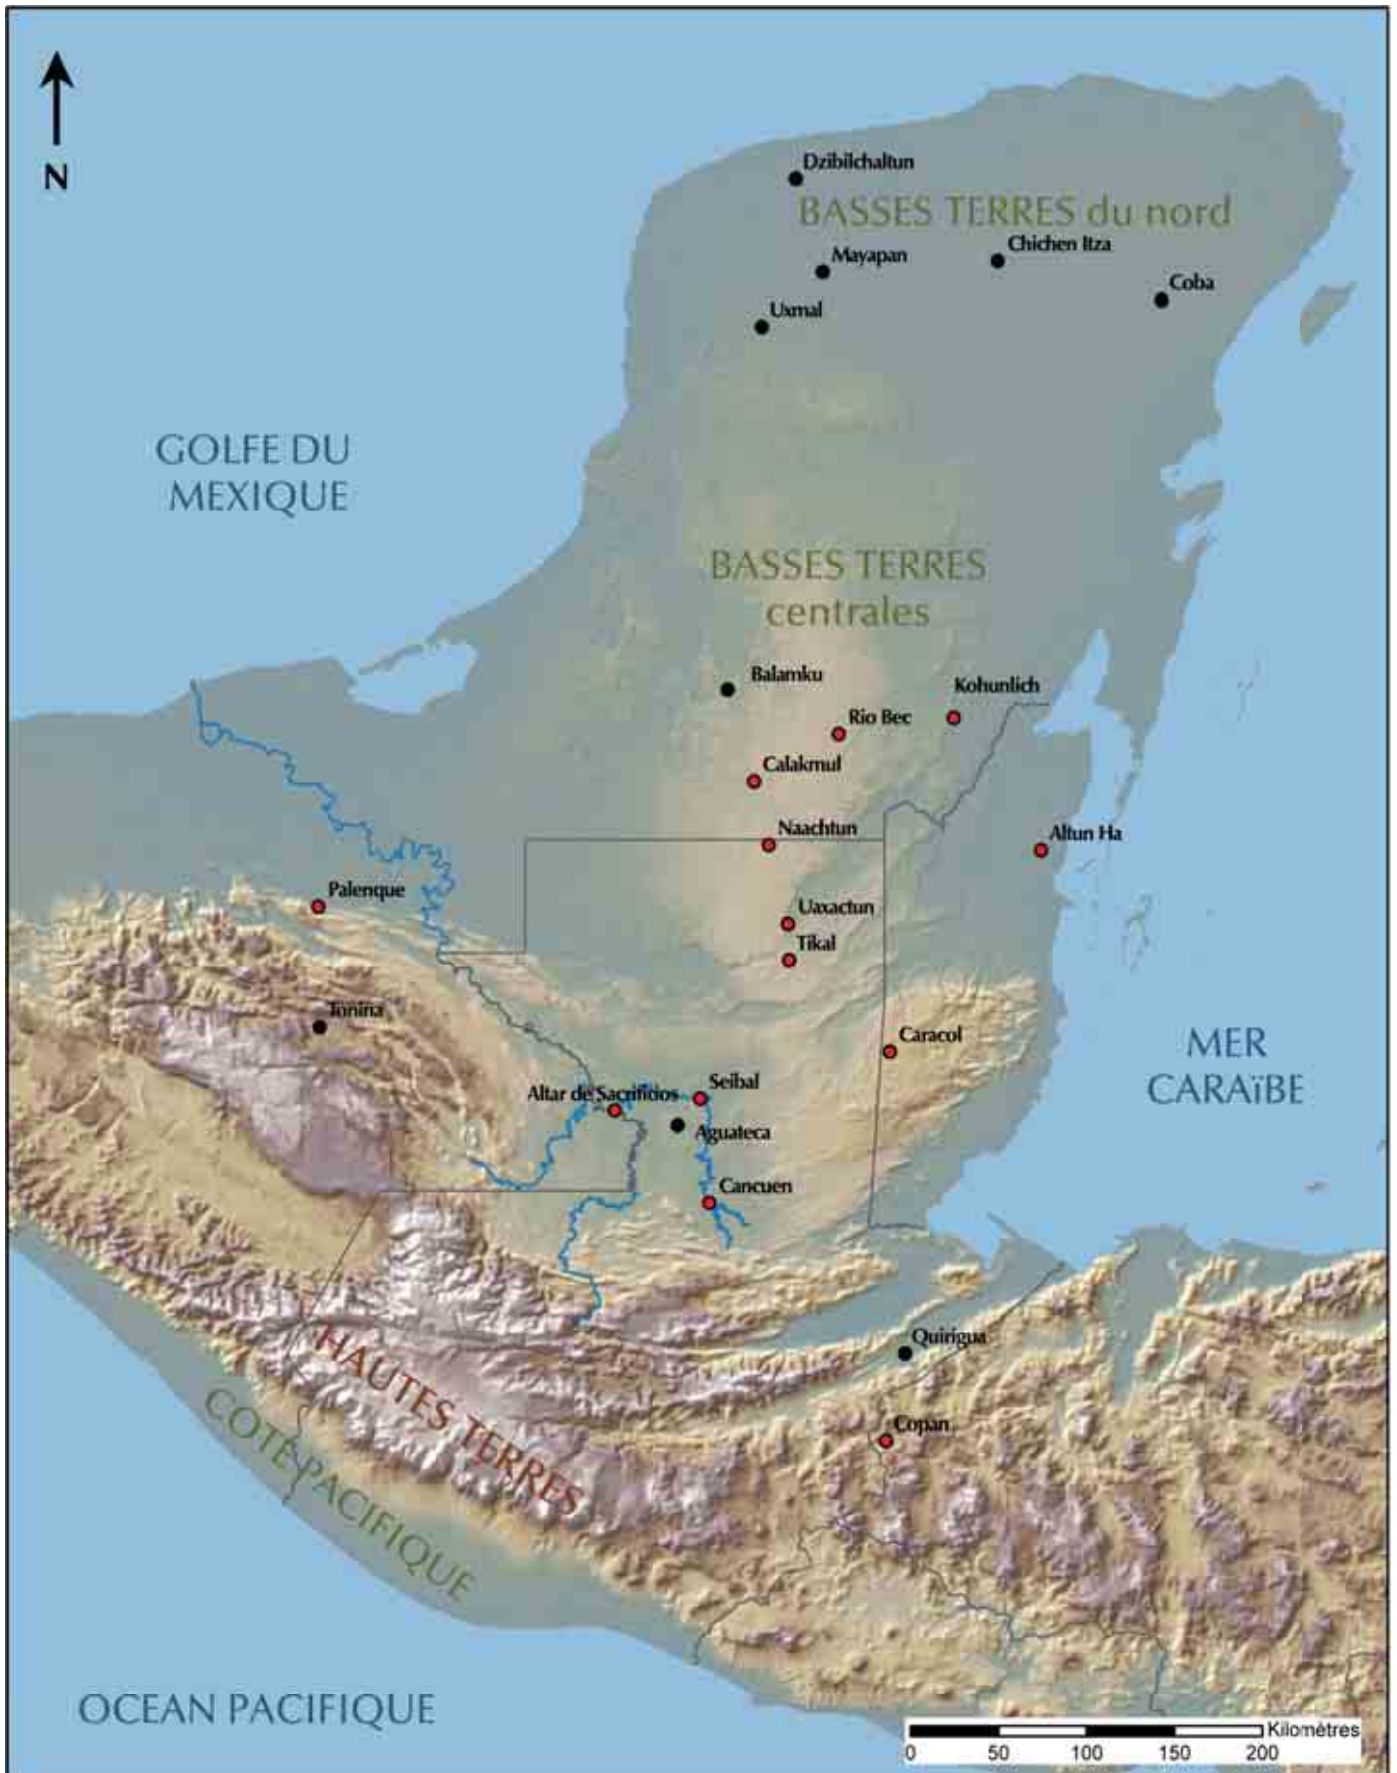 N
Dzibilchaltun
BASSES TERRES du nord
Chichen Itza
Mayapan
Coba
Uxmal
GOLFE DU
MEXIQUE
BASSES TERRES
centrales
Balamku
Kohunlich
Rio Bec
Calakmul
Naachtun
Altun Ha
Palenque
Uaxactun
Tikal
Tonina
Caracol
MER
CARAïBE
Seibal
Altar de Sacrificios
Aguateca
Cancuen
Quirigua
HAUTES TERRES
COTE PACIFIQUE
Copan
OCEAN PACIFIQUE
Kilomètres
0 50 100 150 200